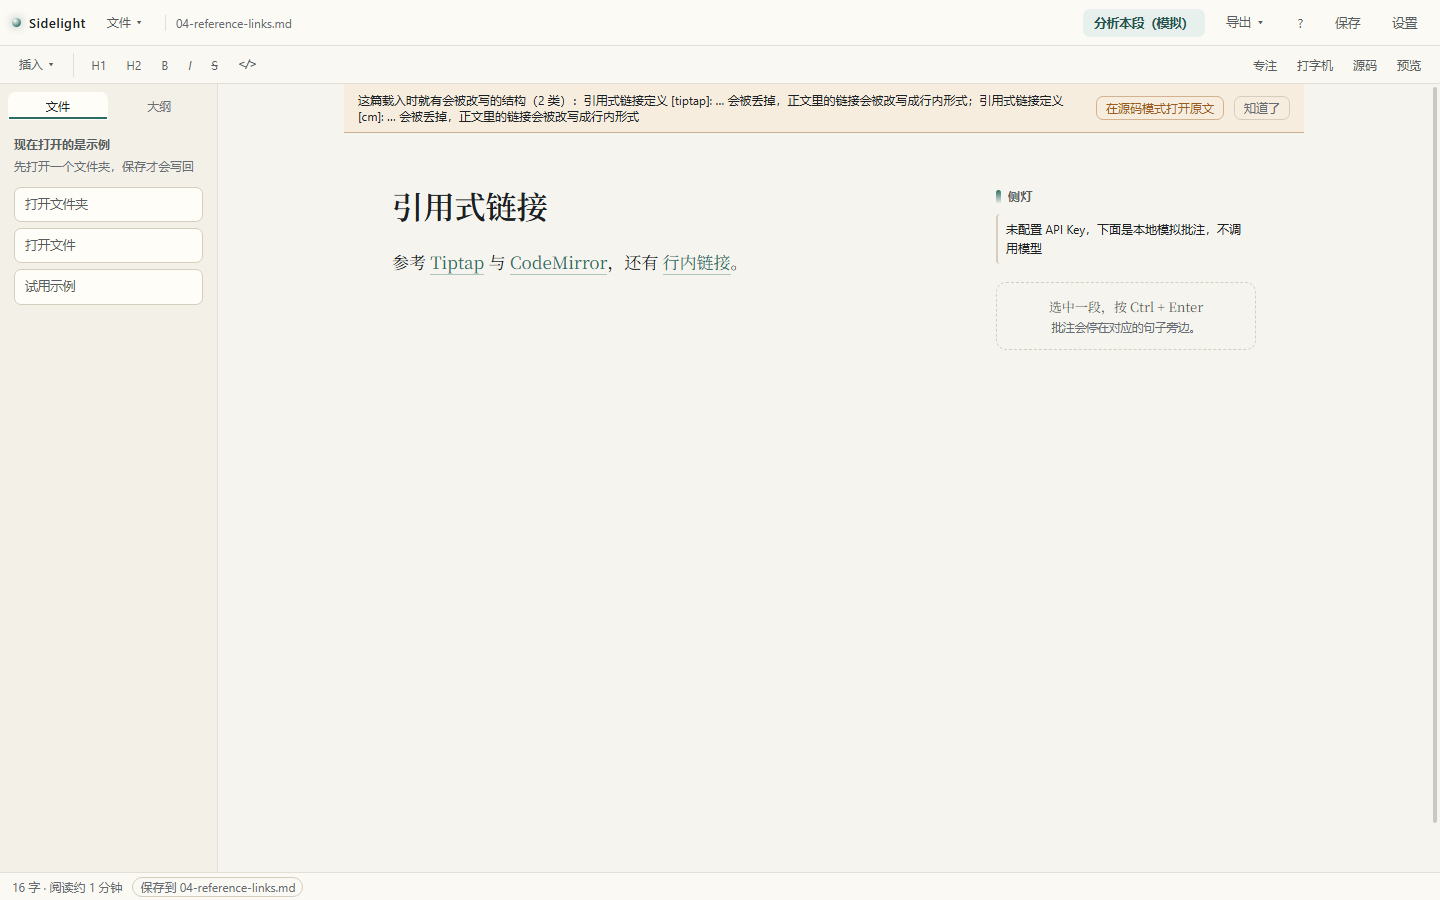 Sidelight
文件
04-reference-links.md
分析本段（模拟）
导出
?
保存
设置
插入
H1
H2
B
I
S
</>
专注
打字机
源码
预览
文件
大纲
现在打开的是示例
先打开一个文件夹，保存才会写回
打开文件夹
打开文件
试用示例
这篇载入时就有会被改写的结构（2 类）：引用式链接定义 [tiptap]: ... 会被丢掉，正文里的链接会被改写成行内形式；引用式链接定义
[cm]: ... 会被丢掉，正文里的链接会被改写成行内形式
在源码模式打开原文
知道了
引用式链接
参考 Tiptap 与 CodeMirror，还有 行内链接。
侧灯
未配置 API Key，下面是本地模拟批注，不调
用模型
选中一段，按 Ctrl + Enter
批注会停在对应的句子旁边。
16 字 · 阅读约 1 分钟
保存到 04-reference-links.md